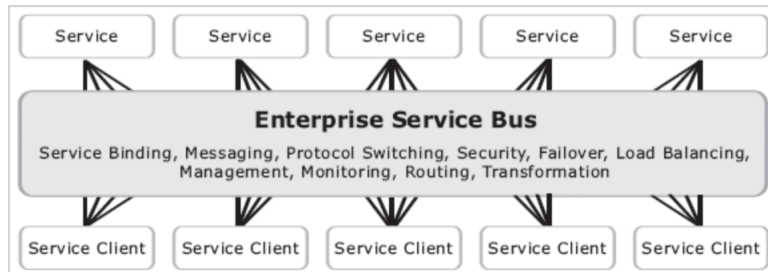 Service
Service
Service
Service
Service
Enterprise Service Bus
Service Binding, Messaging, Protocol Switching, Security, Failover, Load Balancing,
Management, Monitoring, Routing, Transformation
Service Client
Service Client
Service Client
Service Client
Service Client